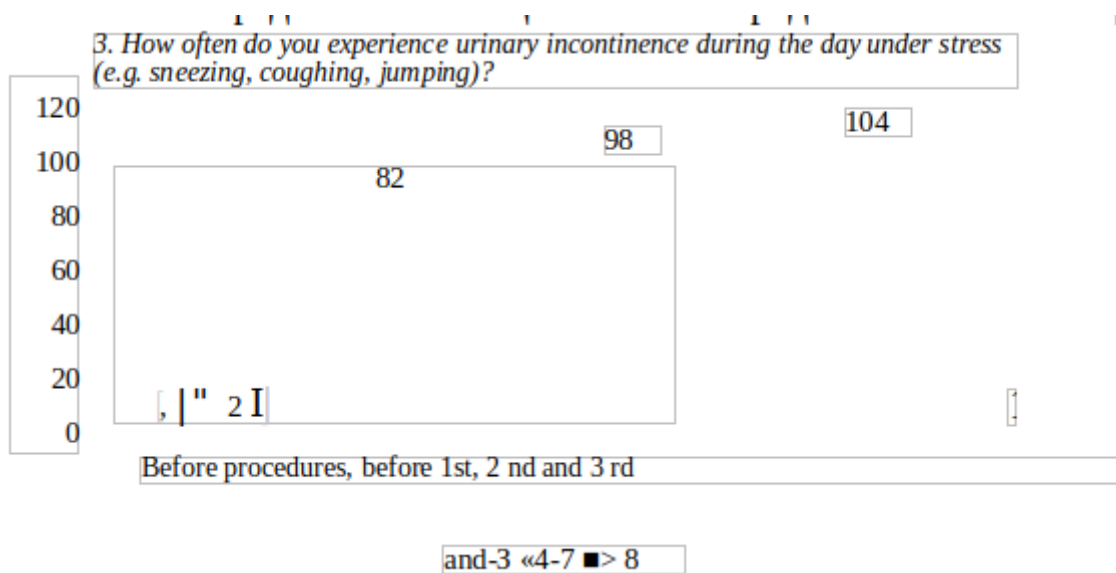 3. How often do you experience urinary incontinence during the day under stress
(e.g. sneezing, coughing, jumping)?
120
104
98
100
82
80
60
40
20
, | " 2 I
0
Before procedures, before 1st, 2 nd and 3 rd
and-3 «4-7 ■> 8